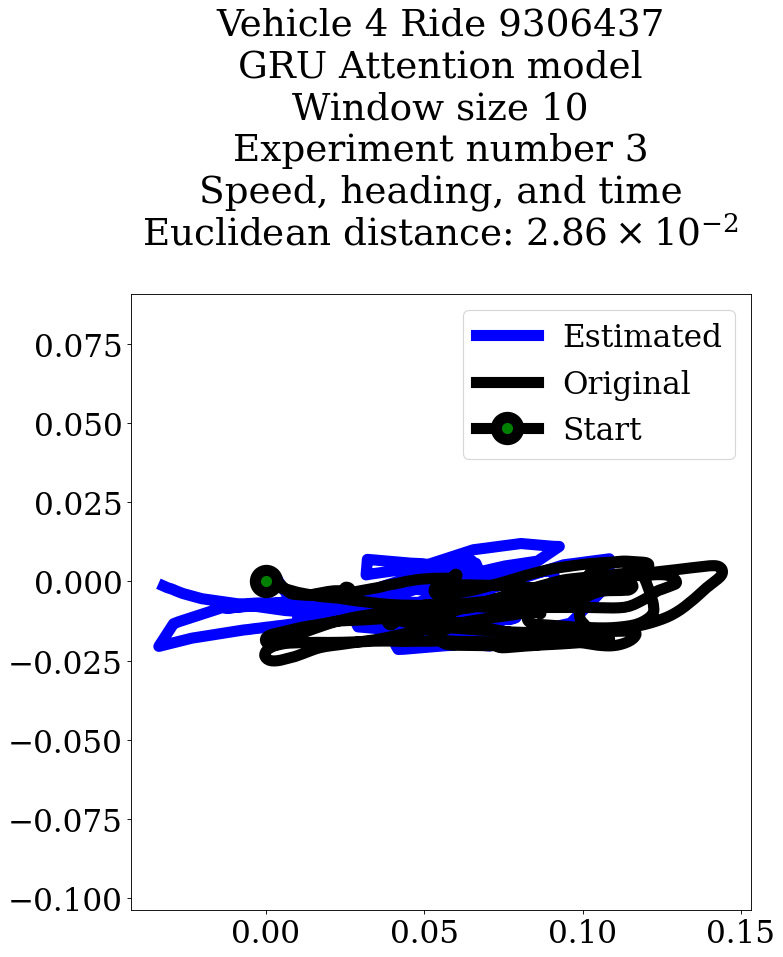 Vehicle 4 Ride 9306437
GRU Attention model
Window size 10
Experiment number 3
Speed, heading, and time
Euclidean distance: 2.86 × 10⁻²
Estimated
Original
Start
0.075
0.050
0.025
0.000
−0.025
−0.050
−0.075
−0.100
0.00 0.05 0.10 0.15